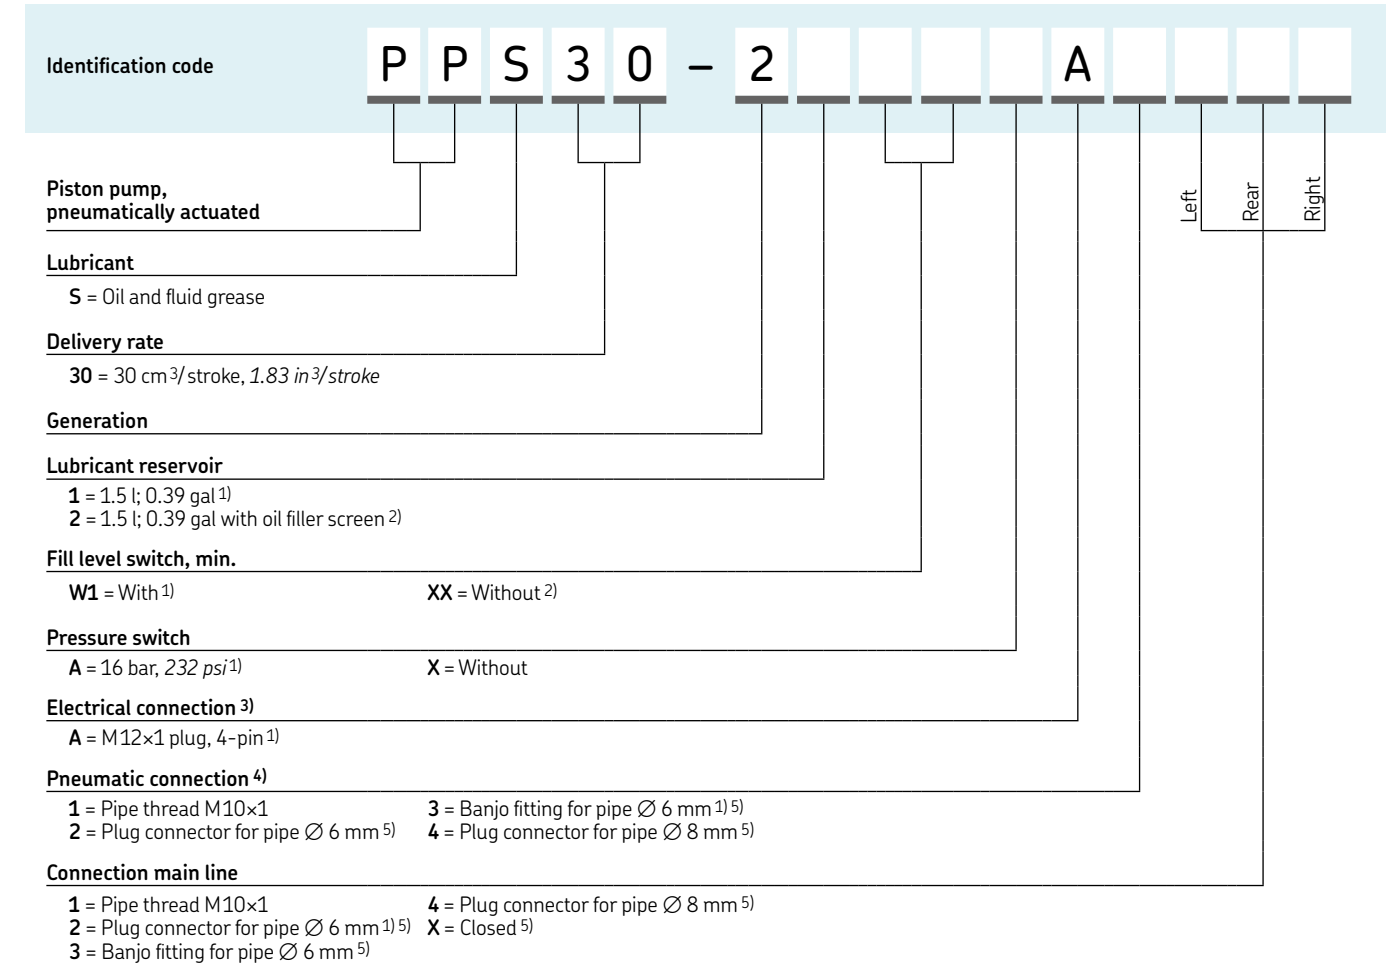 Identification code P P S 3 0 – 2 A
Left Rear Right
Piston pump,
pneumatically actuated
Lubricant
S = Oil and fluid grease
Delivery rate
30 = 30 cm3/stroke, 1.83 in3/stroke
Generation
Lubricant reservoir
1 = 1.5 l; 0.39 gal 1)
2 = 1.5 l; 0.39 gal with oil filler screen 2)
Fill level switch, min.
W1 = With 1) XX = Without 2)
Pressure switch
A = 16 bar, 232 psi 1) X = Without
Electrical connection 3)
A = M12×1 plug, 4-pin 1)
Pneumatic connection 4)
1 = Pipe thread M10×1 3 = Banjo fitting for pipe ∅ 6 mm 1) 5)
2 = Plug connector for pipe ∅ 6 mm 5) 4 = Plug connector for pipe ∅ 8 mm 5)
Connection main line
1 = Pipe thread M10×1 4 = Plug connector for pipe ∅ 8 mm 5)
2 = Plug connector for pipe ∅ 6 mm 1) 5) X = Closed 5)
3 = Banjo fitting for pipe ∅ 6 mm 5)